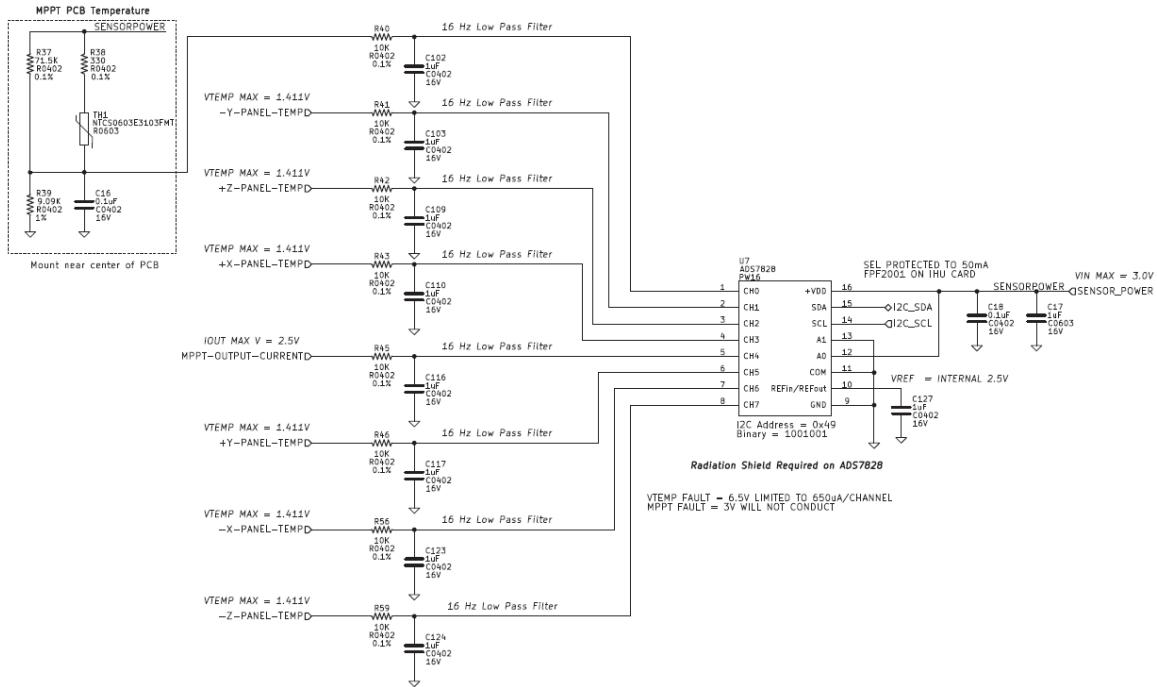 MPPT PCB Temperature
SENSORPOWER
R37
71.5K
R0402
0.1%
R38
330
R0402
0.1%
TH1
NTCS0603E3103FMT
R0603
R39
9.09K
R0402
1%
C16
0.1uF
C0402
16V
Mount near center of PCB
R40
10K
R0402
0.1%
16 Hz Low Pass Filter
C102
1uF
C0402
16V
VTEMP MAX = 1.411V
-Y-PANEL-TEMP
R41
10K
R0402
0.1%
16 Hz Low Pass Filter
C103
1uF
C0402
16V
VTEMP MAX = 1.411V
+Z-PANEL-TEMP
R42
10K
R0402
0.1%
16 Hz Low Pass Filter
C109
1uF
C0402
16V
VTEMP MAX = 1.411V
+X-PANEL-TEMP
R43
10K
R0402
0.1%
16 Hz Low Pass Filter
C110
1uF
C0402
16V
IOUT MAX V = 2.5V
MPPT-OUTPUT-CURRENT
R45
10K
R0402
0.1%
16 Hz Low Pass Filter
C116
1uF
C0402
16V
VTEMP MAX = 1.411V
+Y-PANEL-TEMP
R46
10K
R0402
0.1%
16 Hz Low Pass Filter
C117
1uF
C0402
16V
VTEMP MAX = 1.411V
-X-PANEL-TEMP
R56
10K
R0402
0.1%
16 Hz Low Pass Filter
C123
1uF
C0402
16V
VTEMP MAX = 1.411V
-Z-PANEL-TEMP
R59
10K
R0402
0.1%
16 Hz Low Pass Filter
C124
1uF
C0402
16V
U7
ADS7828
PW16
1 CH0 +VDD 16
2 CH1 SDA 15
3 CH2 SCL 14
4 CH3 A1 13
5 CH4 A0 12
6 CH5 COM 11
7 CH6 REFin/REFout 10
8 CH7 GND 9
I2C Address = 0x49
Binary = 1001001
SEL PROTECTED TO 50mA
FPF2001 ON IHU CARD
VIN MAX = 3.0V
SENSORPOWER
SENSOR_POWER
I2C_SDA
I2C_SCL
C18
0.1uF
C0402
16V
C17
1uF
C0603
16V
VREF = INTERNAL 2.5V
C127
1uF
C0402
16V
Radiation Shield Required on ADS7828
VTEMP FAULT = 6.5V LIMITED TO 650uA/CHANNEL
MPPT FAULT = 3V WILL NOT CONDUCT